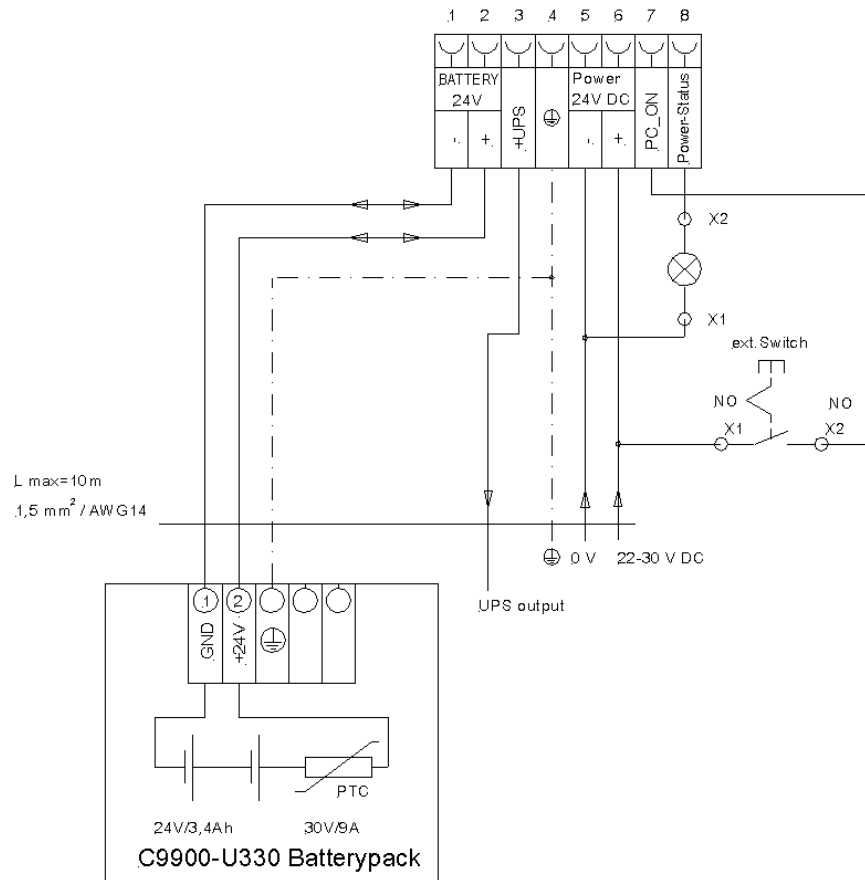 1 2 3 4 5 6 7 8
BATTERY
24V
- +
+UPS
Power
24V DC
- +
PC_ON
Power-Status
X2
X1
ext.Switch
NO NO
X1 X2
L max=10m
1,5 mm² / AWG14
0 V 22-30 V DC
UPS output
1 2
GND
+24V
PTC
24V/3,4Ah 30V/9A
C9900-U330 Batterypack